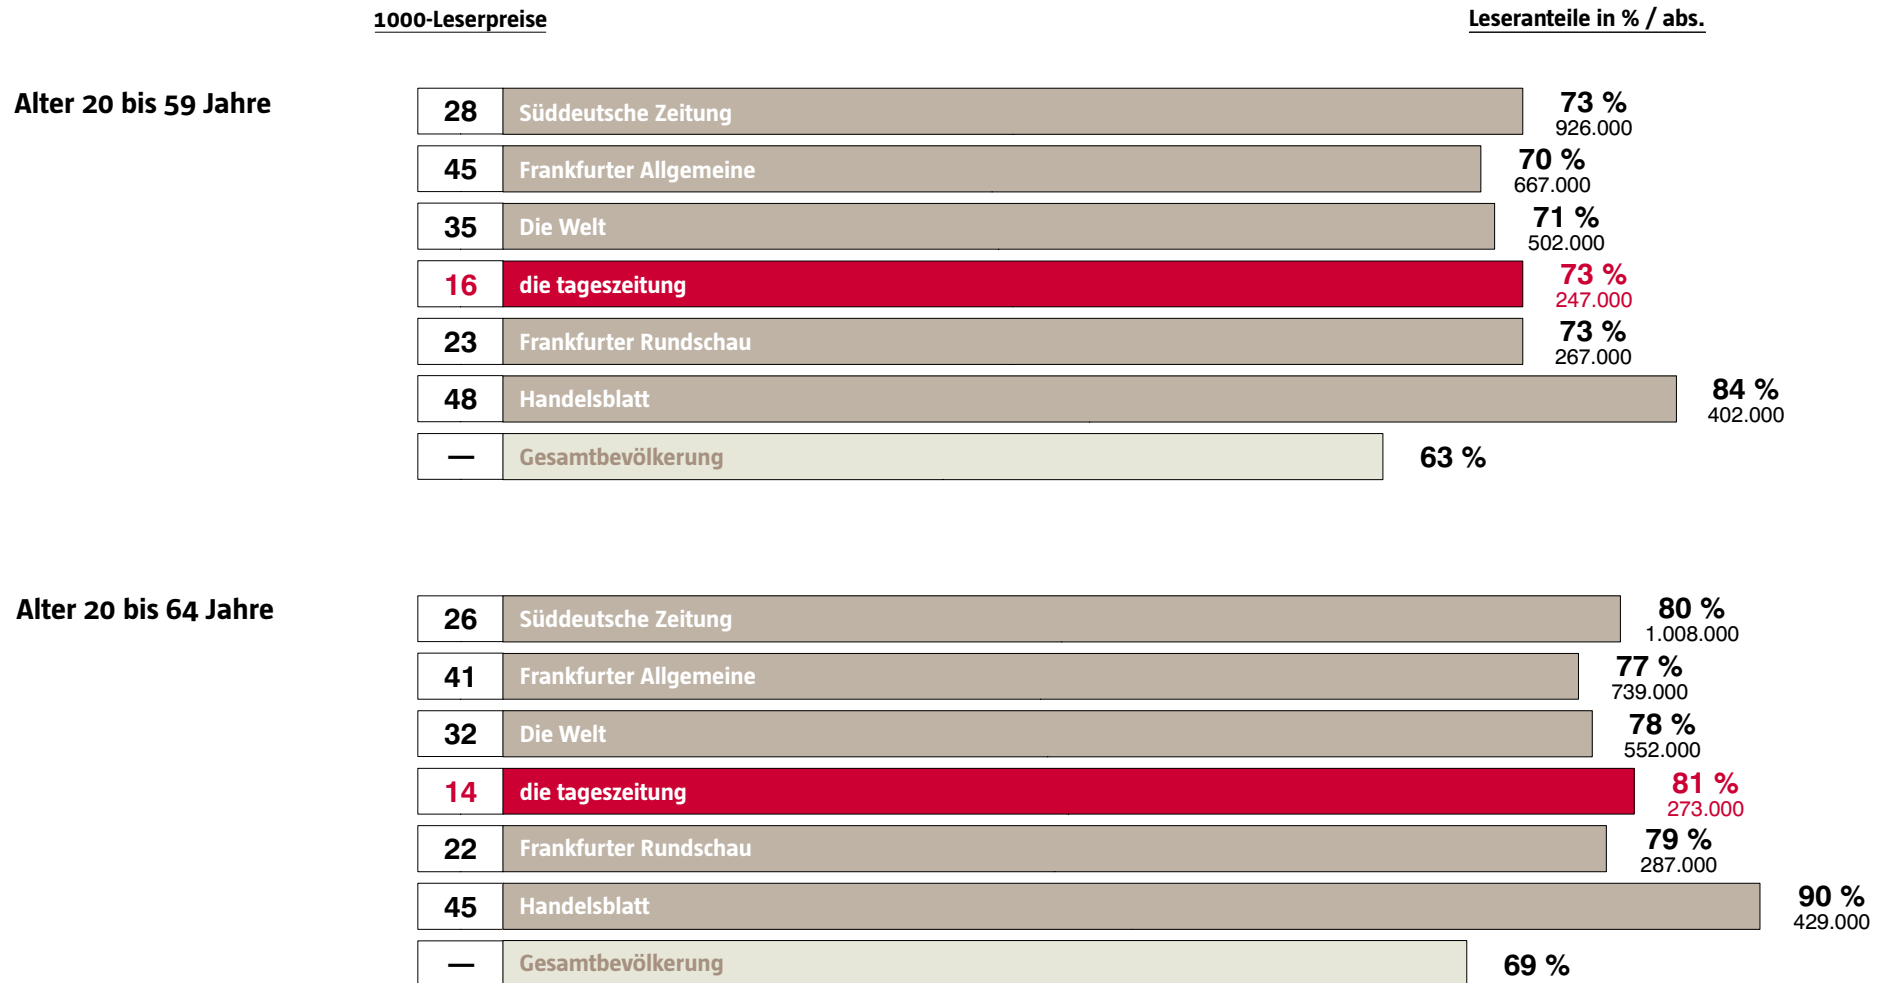 1000-Leserpreise Leseranteile in % / abs.
Alter 20 bis 59 Jahre
28 Süddeutsche Zeitung 73 %
926.000
45 Frankfurter Allgemeine 70 %
667.000
35 Die Welt 71 %
502.000
16 die tageszeitung 73 %
247.000
23 Frankfurter Rundschau 73 %
267.000
48 Handelsblatt 84 %
402.000
— Gesamtbevölkerung 63 %
Alter 20 bis 64 Jahre
26 Süddeutsche Zeitung 80 %
1.008.000
41 Frankfurter Allgemeine 77 %
739.000
32 Die Welt 78 %
552.000
14 die tageszeitung 81 %
273.000
22 Frankfurter Rundschau 79 %
287.000
45 Handelsblatt 90 %
429.000
— Gesamtbevölkerung 69 %